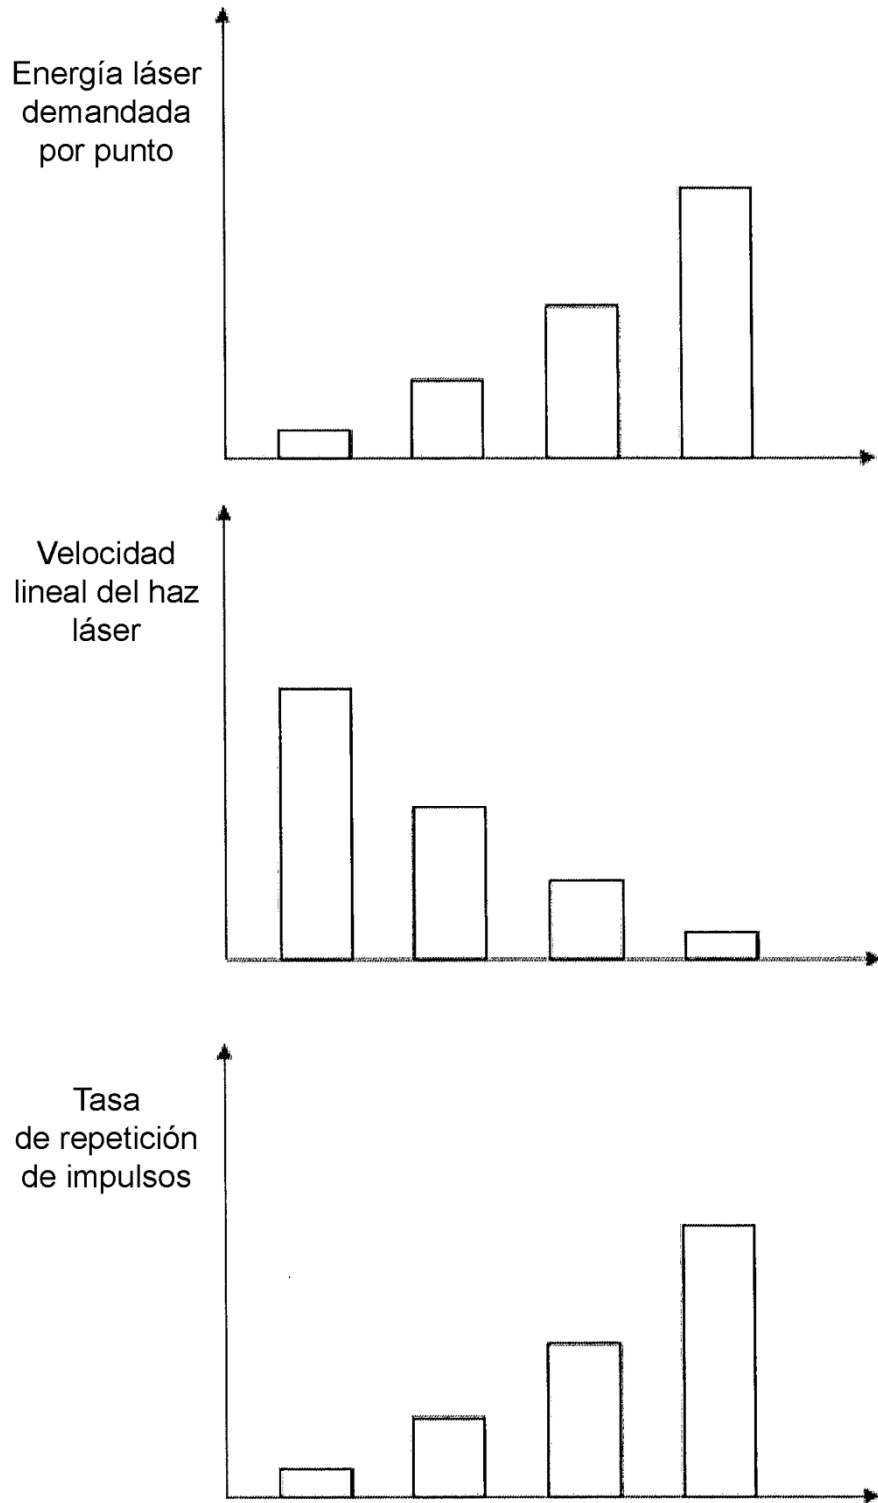 Energía láser
demandada
por punto
Velocidad
lineal del haz
láser
Tasa
de repetición
de impulsos